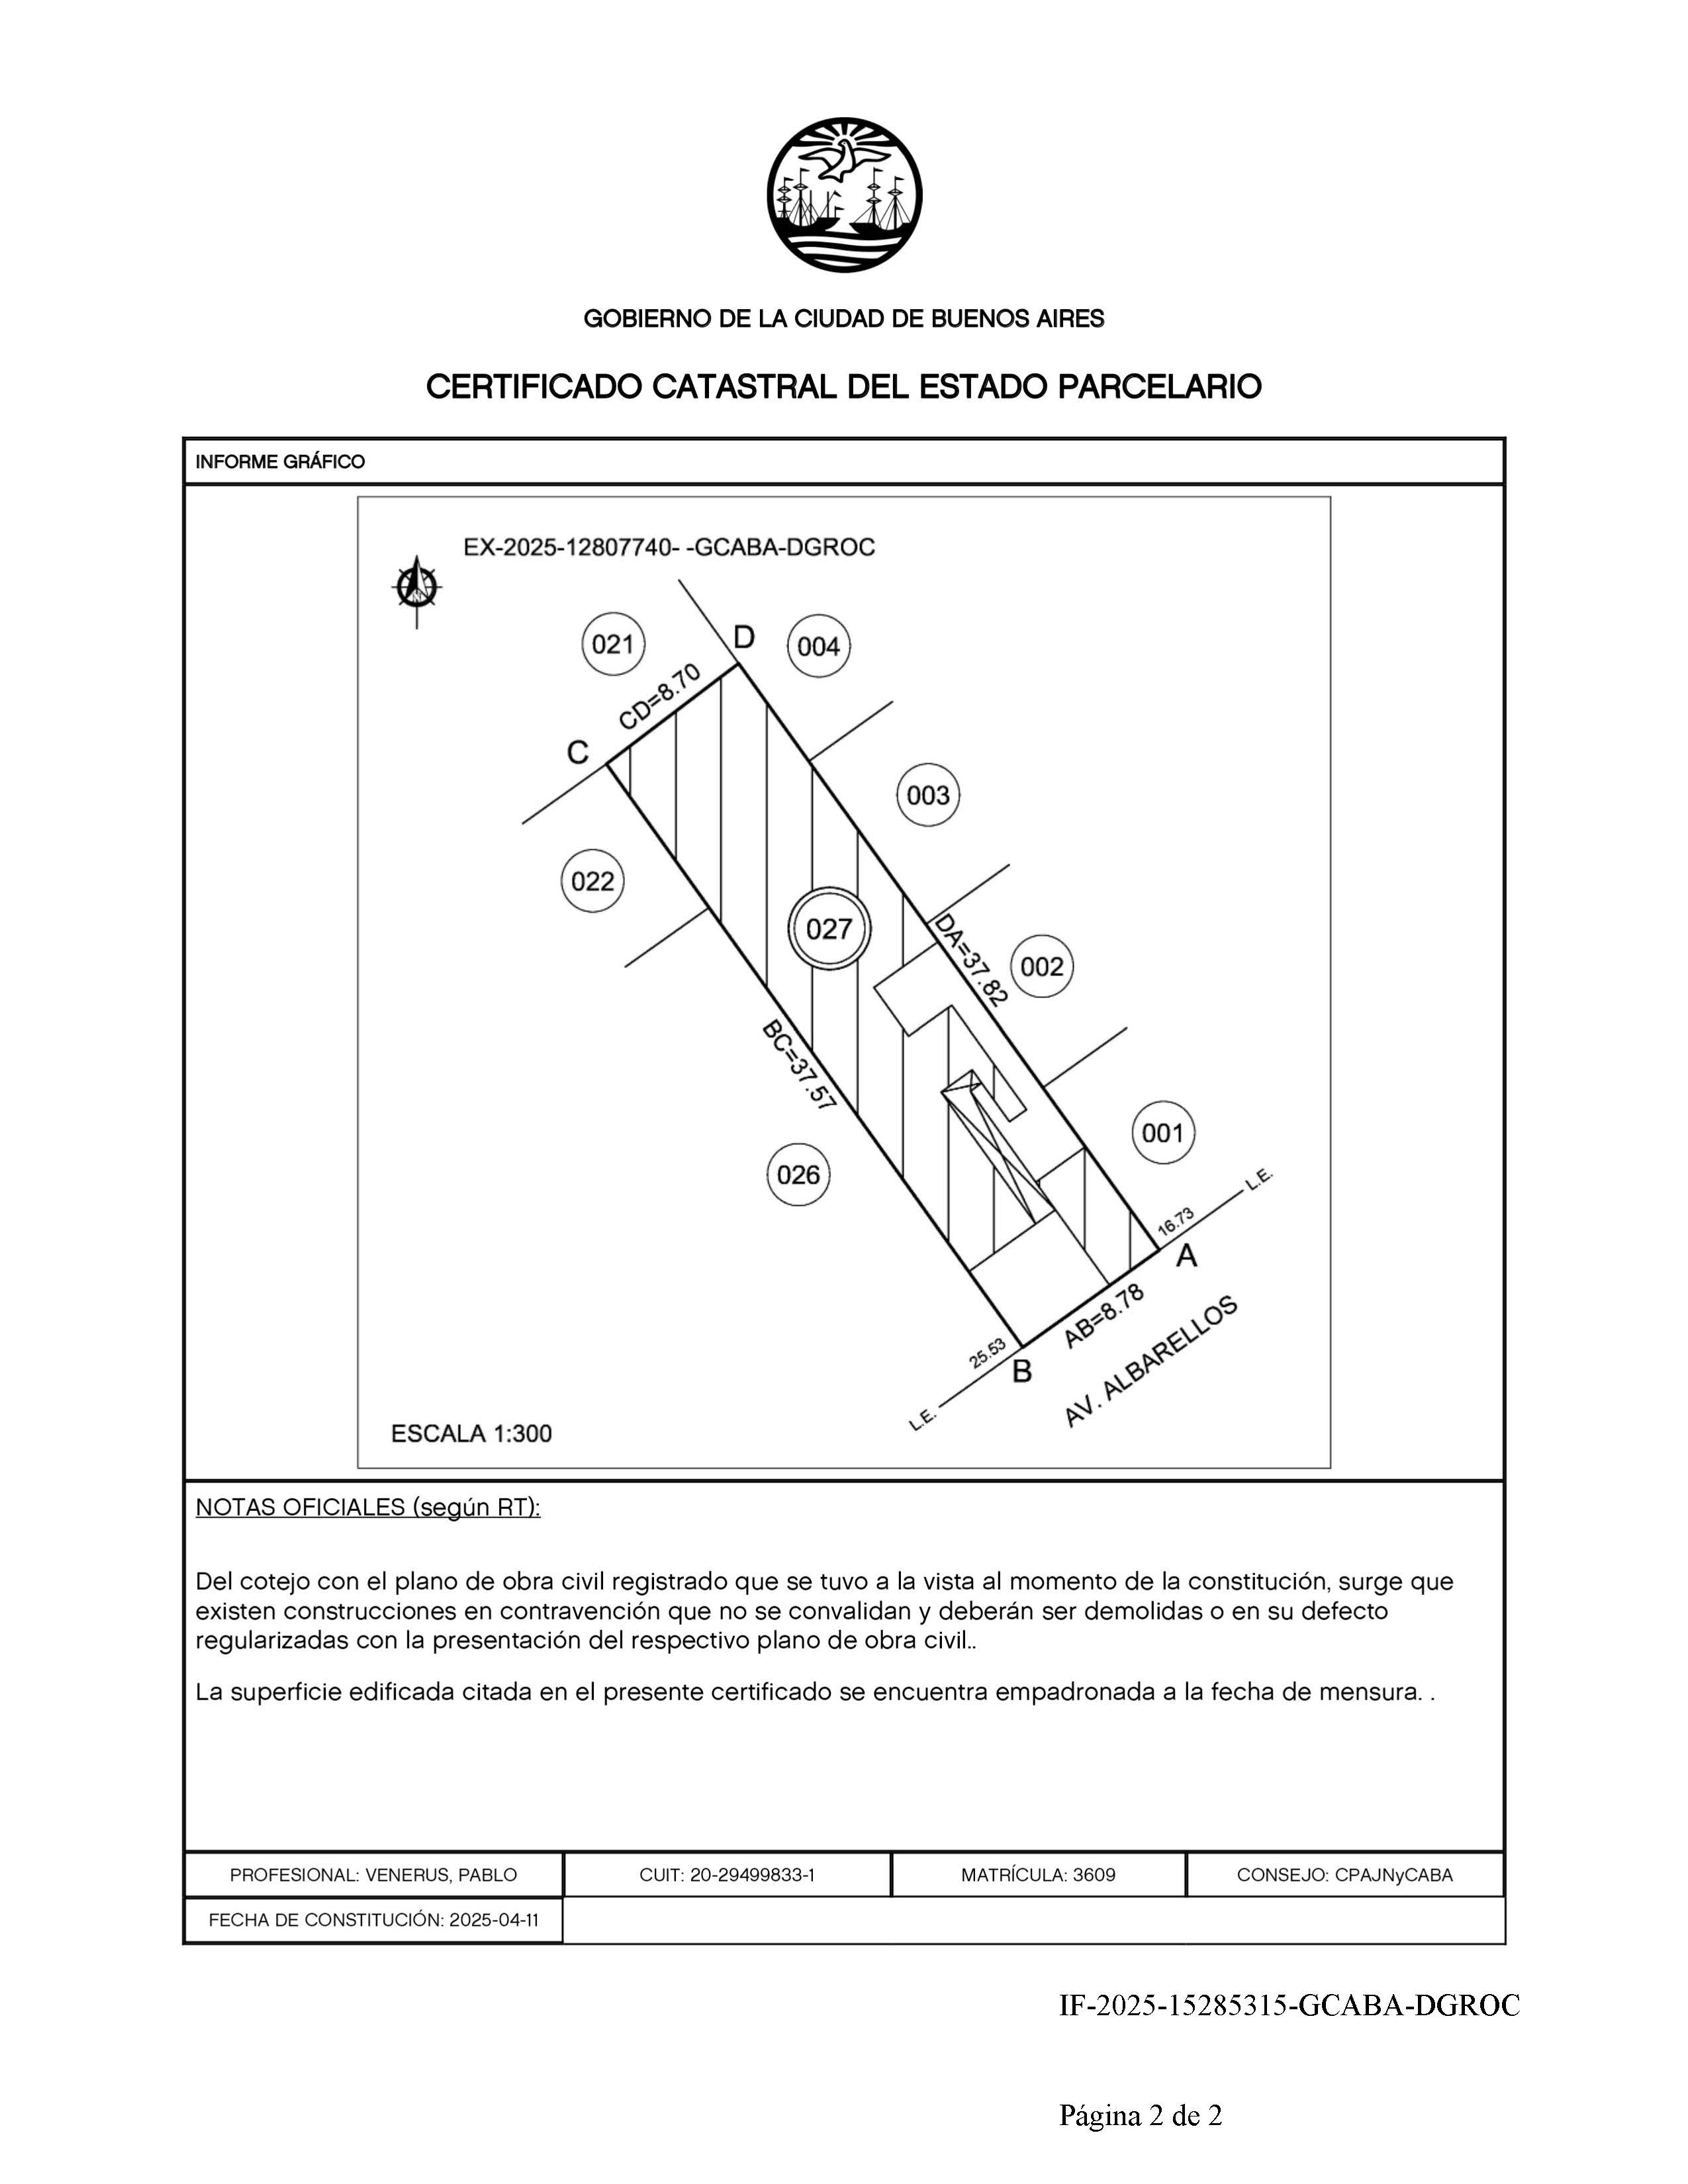 GOBIERNO DE LA CIUDAD DE BUENOS AIRES
CERTIFICADO CATASTRAL DEL ESTADO PARCELARIO
INFORME GRÁFICO
EX-2025-12807740- -GCABA-DGROC
N
021
D
004
CD=8.70
C
003
022
027
DA=37.82
002
BC=37.57
001
026
L.E.
16.73
A
AB=8.78
25.53
B
AV. ALBARELLOS
L.E.
ESCALA 1:300
NOTAS OFICIALES (según RT):
Del cotejo con el plano de obra civil registrado que se tuvo a la vista al momento de la constitución, surge que
existen construcciones en contravención que no se convalidan y deberán ser demolidas o en su defecto
regularizadas con la presentación del respectivo plano de obra civil..
La superficie edificada citada en el presente certificado se encuentra empadronada a la fecha de mensura. .
PROFESIONAL: VENERUS, PABLO
CUIT: 20-29499833-1
MATRÍCULA: 3609
CONSEJO: CPAJNyCABA
FECHA DE CONSTITUCIÓN: 2025-04-11
IF-2025-15285315-GCABA-DGROC
Página 2 de 2